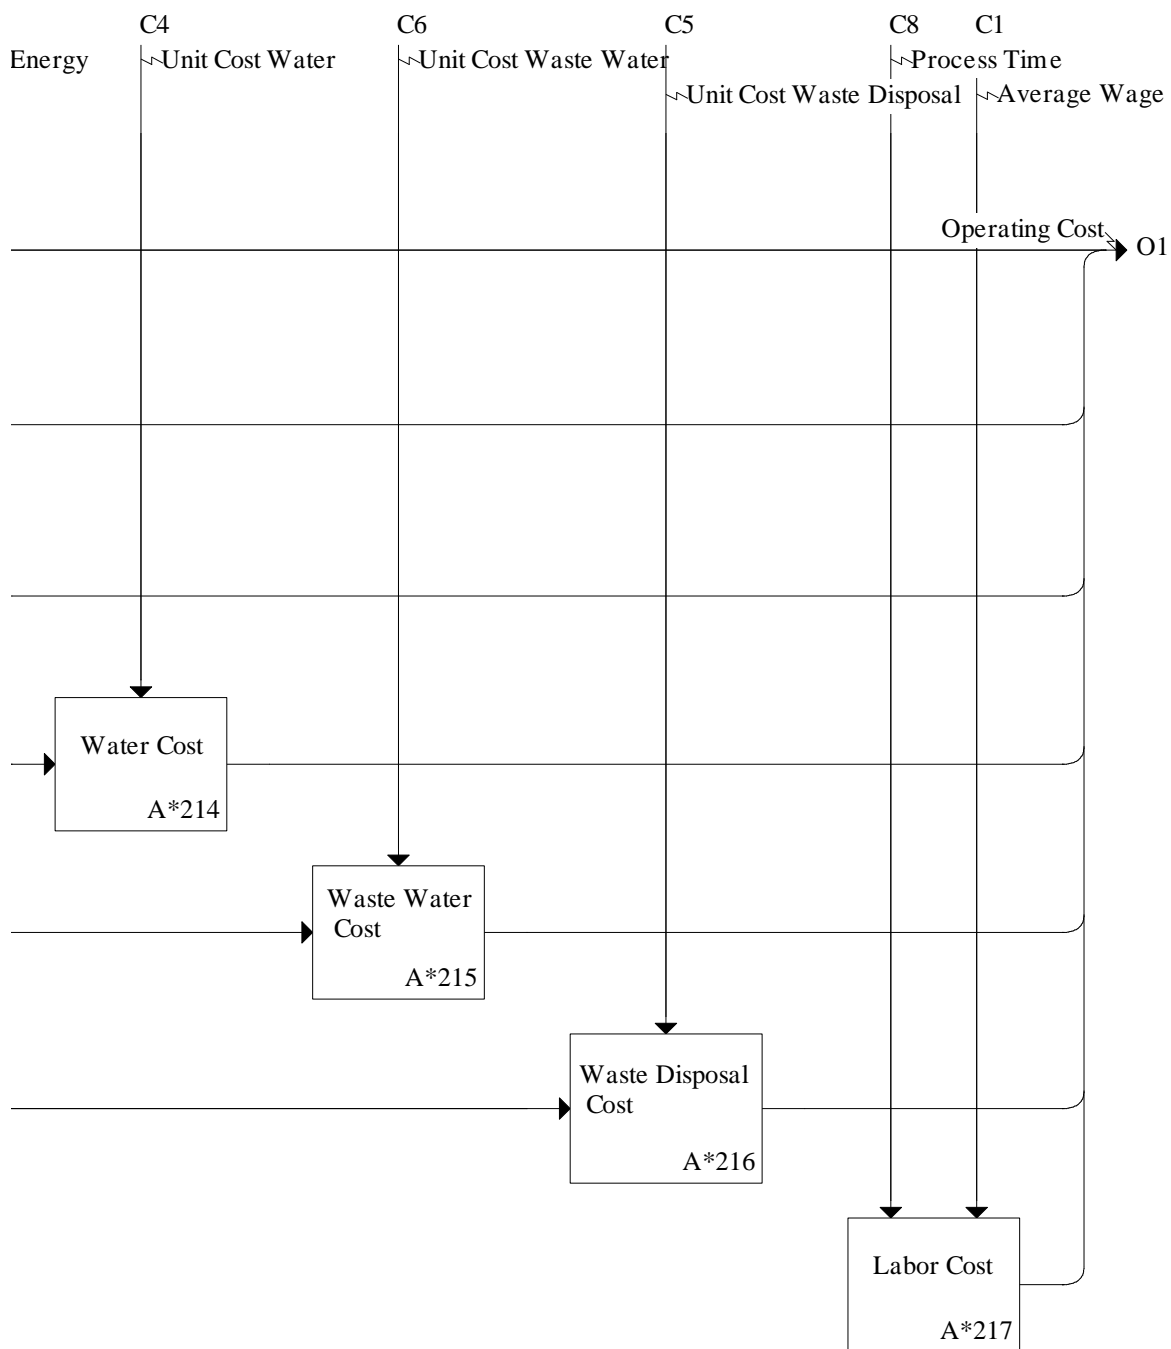 C4 C6 C5 C8 C1
Energy Unit Cost Water Unit Cost Waste Water Process Time
Unit Cost Waste Disposal Average Wage
Operating Cost
O1
Water Cost
A*214
Waste Water
Cost
A*215
Waste Disposal
Cost
A*216
Labor Cost
A*217